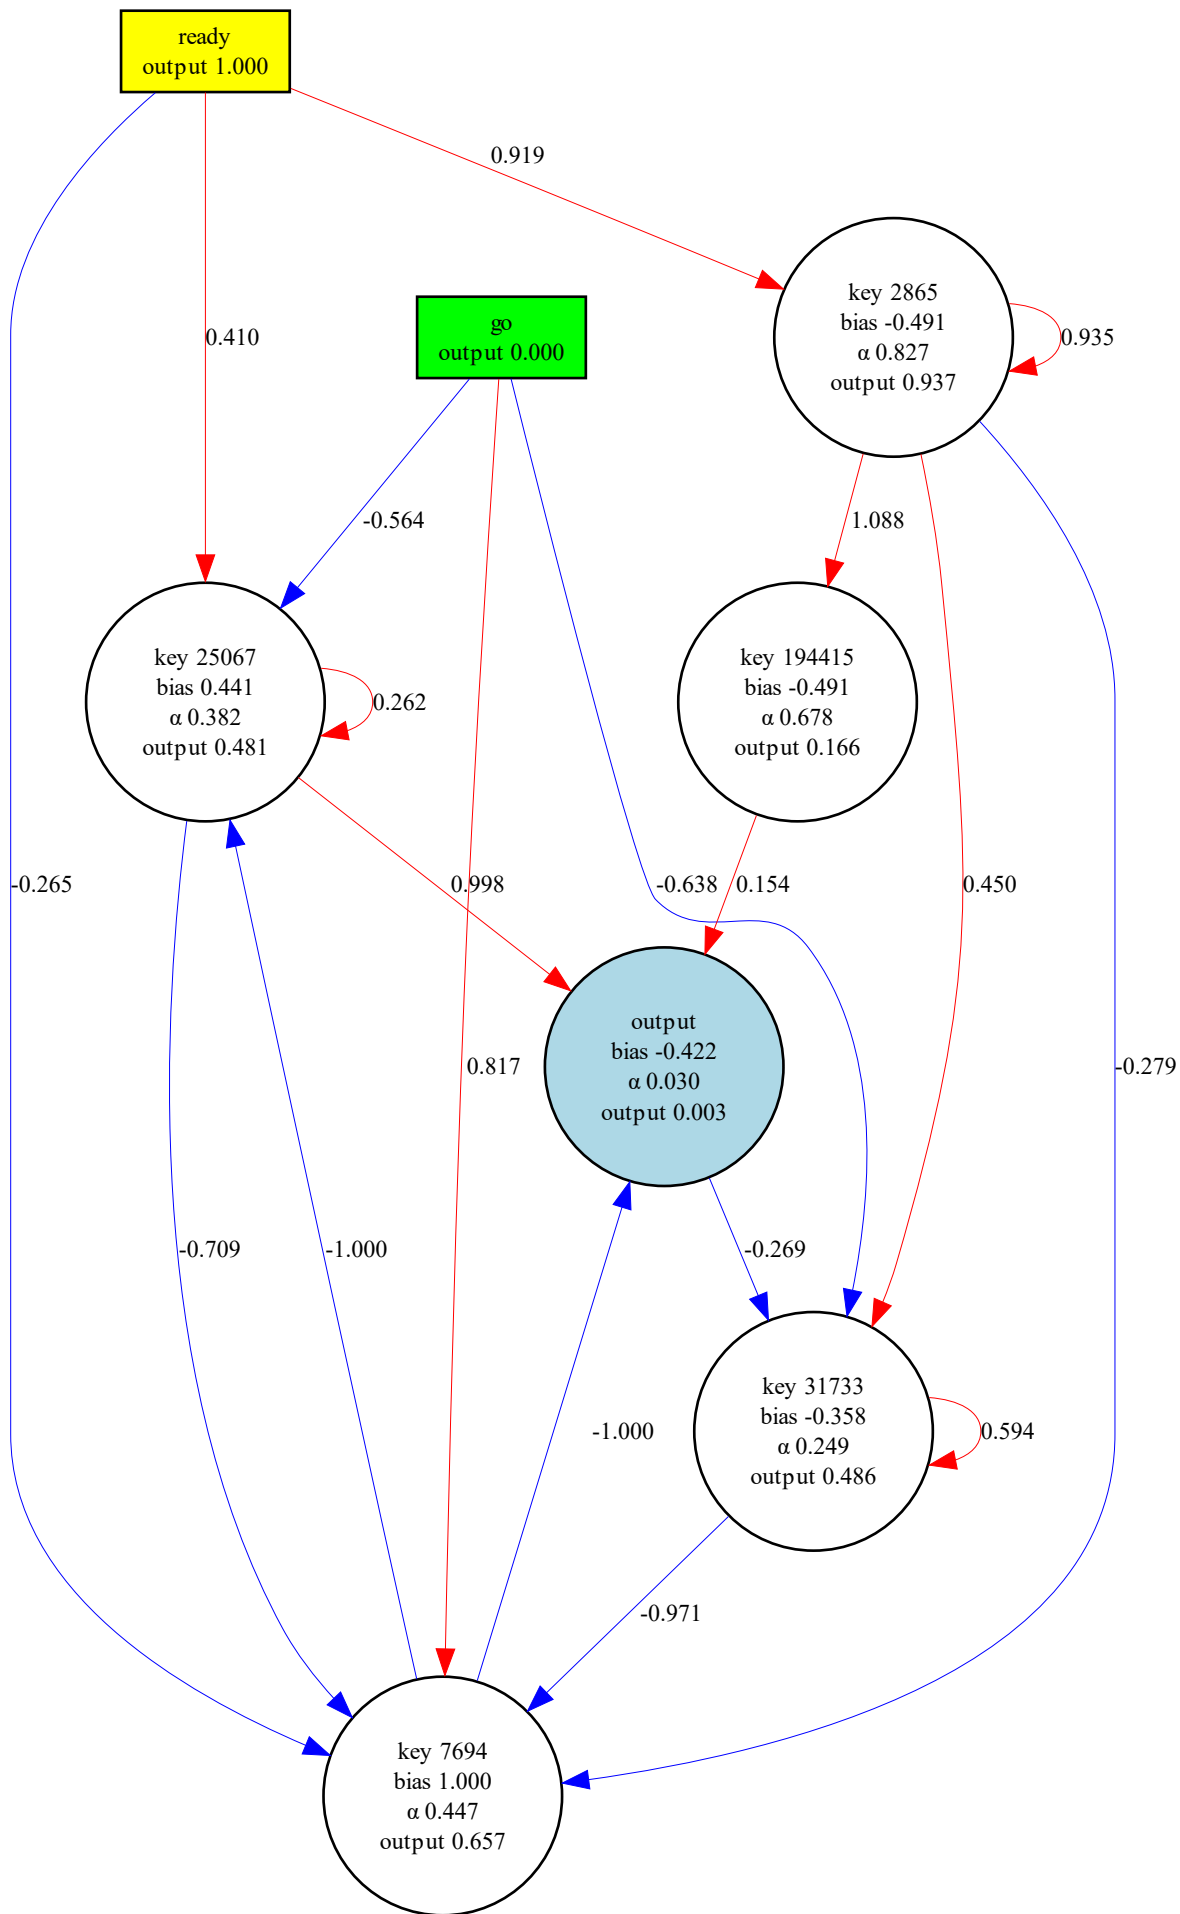 ready
output 1.000
0.919
key 2865
bias -0.491
α 0.827
output 0.937
0.935
go
output 0.000
0.410
-0.564
1.088
key 25067
bias 0.441
α 0.382
output 0.481
0.262
key 194415
bias -0.491
α 0.678
output 0.166
-0.265
0.998
-0.638
0.154
0.450
output
bias -0.422
α 0.030
output 0.003
0.817
-0.279
-0.709
-1.000
-0.269
key 31733
bias -0.358
α 0.249
output 0.486
-1.000
0.594
-0.971
key 7694
bias 1.000
α 0.447
output 0.657